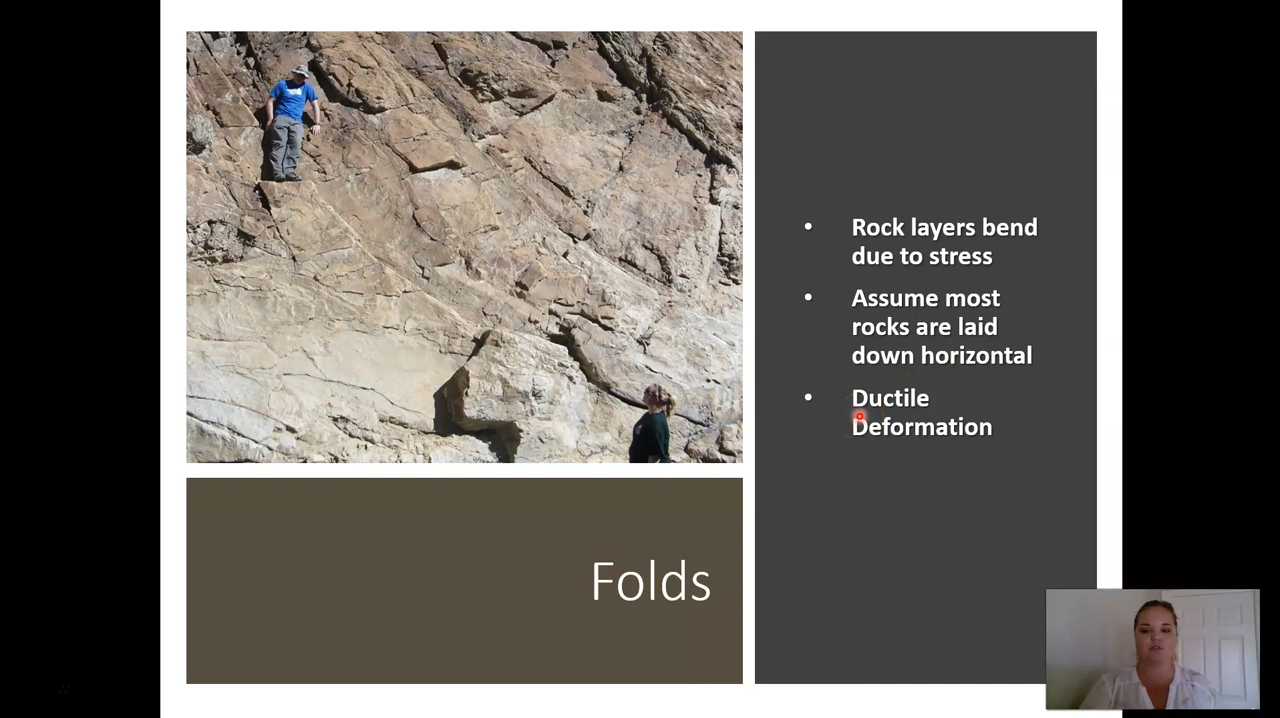 • Rock layers bend
due to stress
• Assume most
rocks are laid
down horizontal
• Ductile
Deformation
Folds